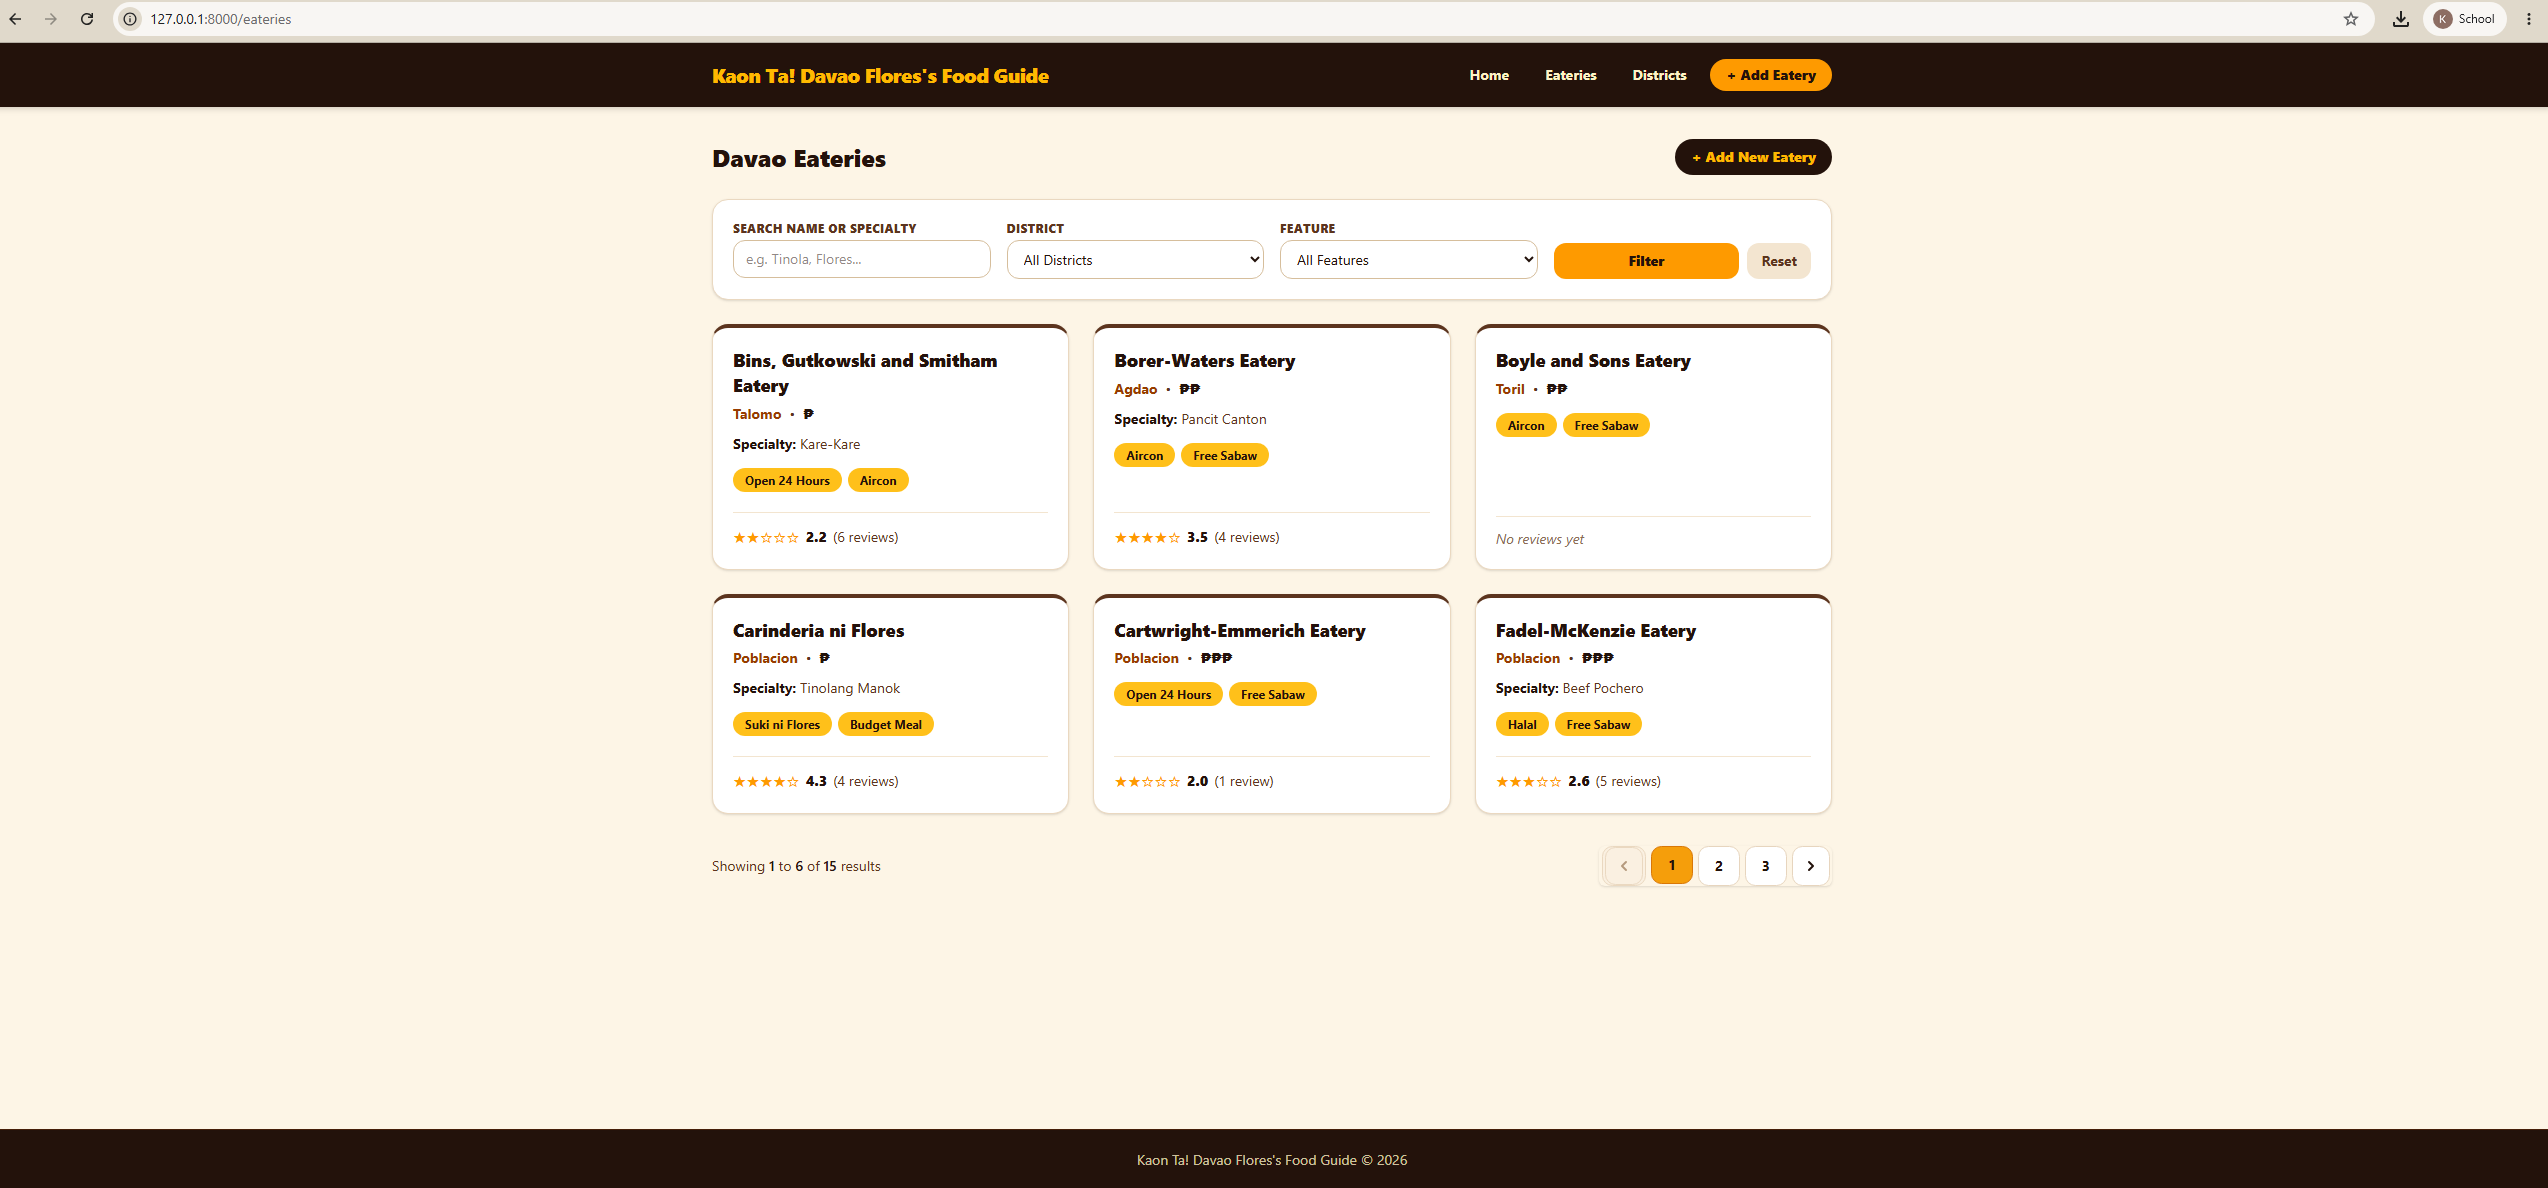 127.0.0.1:8000/eateries
K School
Kaon Ta! Davao Flores's Food Guide
Home Eateries Districts + Add Eatery
Davao Eateries
+ Add New Eatery
SEARCH NAME OR SPECIALTY DISTRICT FEATURE
e.g. Tinola, Flores... All Districts All Features Filter Reset
Bins, Gutkowski and Smitham
Eatery
Talomo • ₱
Specialty: Kare-Kare
Open 24 Hours Aircon
★★☆☆☆ 2.2 (6 reviews)
Borer-Waters Eatery
Agdao • ₱₱
Specialty: Pancit Canton
Aircon Free Sabaw
★★★★☆ 3.5 (4 reviews)
Boyle and Sons Eatery
Toril • ₱₱
Aircon Free Sabaw
No reviews yet
Carinderia ni Flores
Poblacion • ₱
Specialty: Tinolang Manok
Suki ni Flores Budget Meal
★★★★☆ 4.3 (4 reviews)
Cartwright-Emmerich Eatery
Poblacion • ₱₱₱
Open 24 Hours Free Sabaw
★★☆☆☆ 2.0 (1 review)
Fadel-McKenzie Eatery
Poblacion • ₱₱₱
Specialty: Beef Pochero
Halal Free Sabaw
★★★☆☆ 2.6 (5 reviews)
Showing 1 to 6 of 15 results
1 2 3
Kaon Ta! Davao Flores's Food Guide © 2026